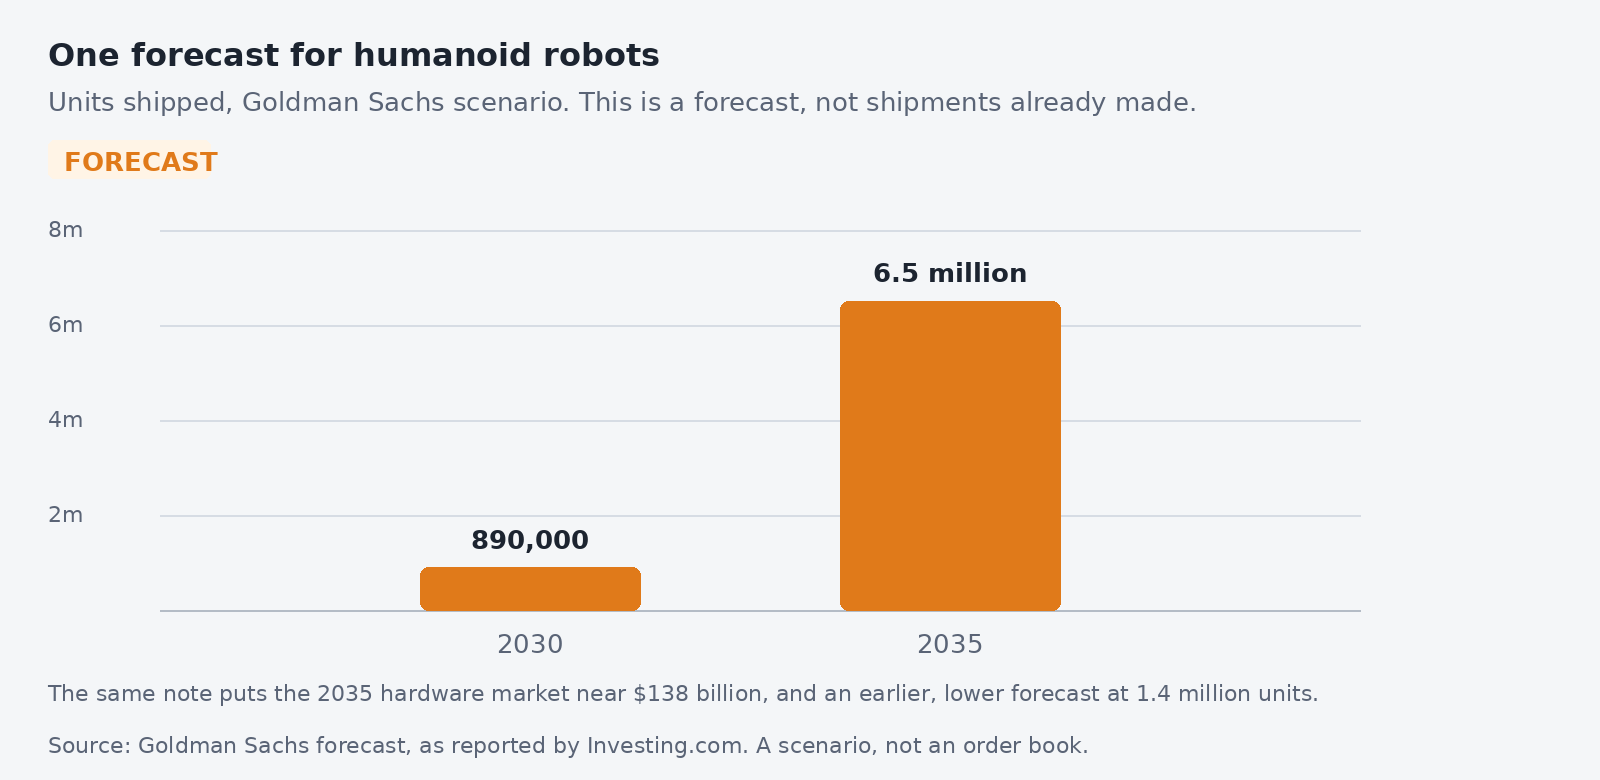 One forecast for humanoid robots
Units shipped, Goldman Sachs scenario. This is a forecast, not shipments already made.
FORECAST
8m
6.5 million
6m
4m
2m
890,000
2030
2035
The same note puts the 2035 hardware market near $138 billion, and an earlier, lower forecast at 1.4 million units.
Source: Goldman Sachs forecast, as reported by Investing.com. A scenario, not an order book.